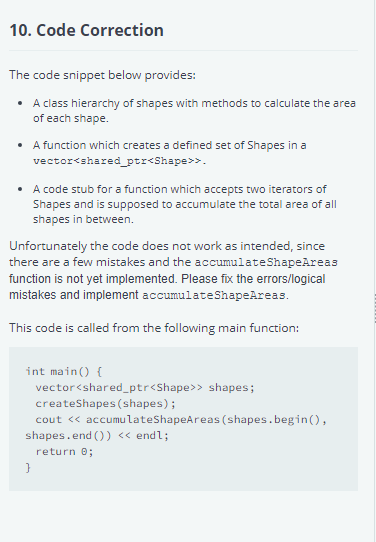 10. Code Correction
The code snippet below provides:
• A class hierarchy of shapes with methods to calculate the area
of each shape.
• A function which creates a defined set of Shapes in a
vector<shared_ptr<Shape>>.
• A code stub for a function which accepts two iterators of
Shapes and is supposed to accumulate the total area of all
shapes in between.
Unfortunately the code does not work as intended, since
there are a few mistakes and the accumulateShapeAreas
function is not yet implemented. Please fix the errors/logical
mistakes and implement accumulateShapeAreas.
This code is called from the following main function:
int main() {
  vector<shared_ptr<Shape>> shapes;
  createShapes(shapes);
  cout << accumulateShapeAreas(shapes.begin(),
shapes.end()) << endl;
  return 0;
}